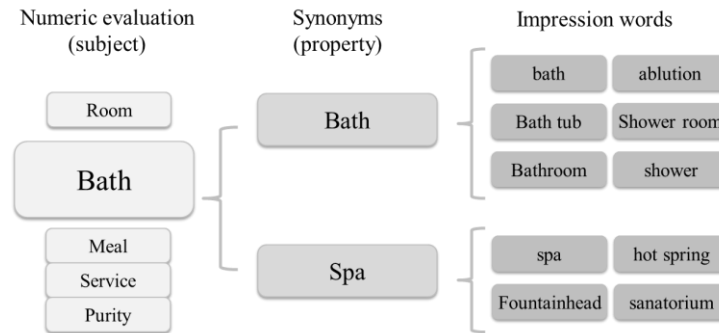 Numeric evaluation
(subject)
Synonyms
(property)
Impression words
Room
Bath
Meal
Service
Purity
Bath
Spa
bath
ablution
Bath tub
Shower room
Bathroom
shower
spa
hot spring
Fountainhead
sanatorium